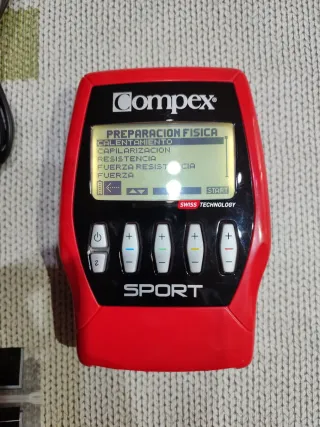 Compex®
PREPARACION FISICA
CALENTAMIENTO
CAPILARIZACION
RESISTENCIA
FUERZA RESISTENCIA
FUERZA
START
SWISS TECHNOLOGY
+ + + +
- - - -
SPORT